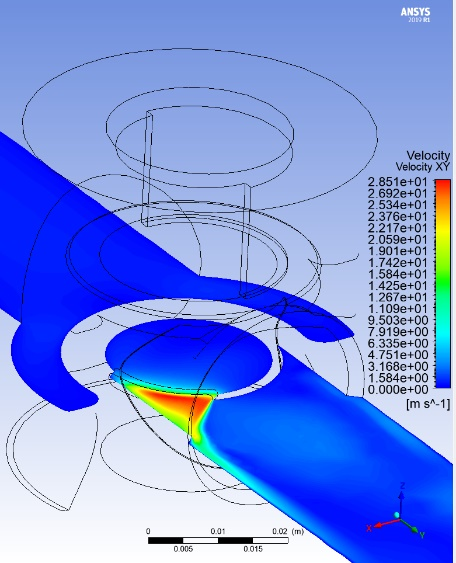 ANSYS
2019 R1
Velocity
Velocity XY
2.851e+01
2.692e+01
2.534e+01
2.376e+01
2.217e+01
2.059e+01
1.901e+01
1.742e+01
1.584e+01
1.425e+01
1.267e+01
1.109e+01
9.503e+00
7.919e+00
6.335e+00
4.751e+00
3.168e+00
1.584e+00
0.000e+00
[m s^-1]
Z
X
Y
0 0.01 0.02 (m)
0.005 0.015